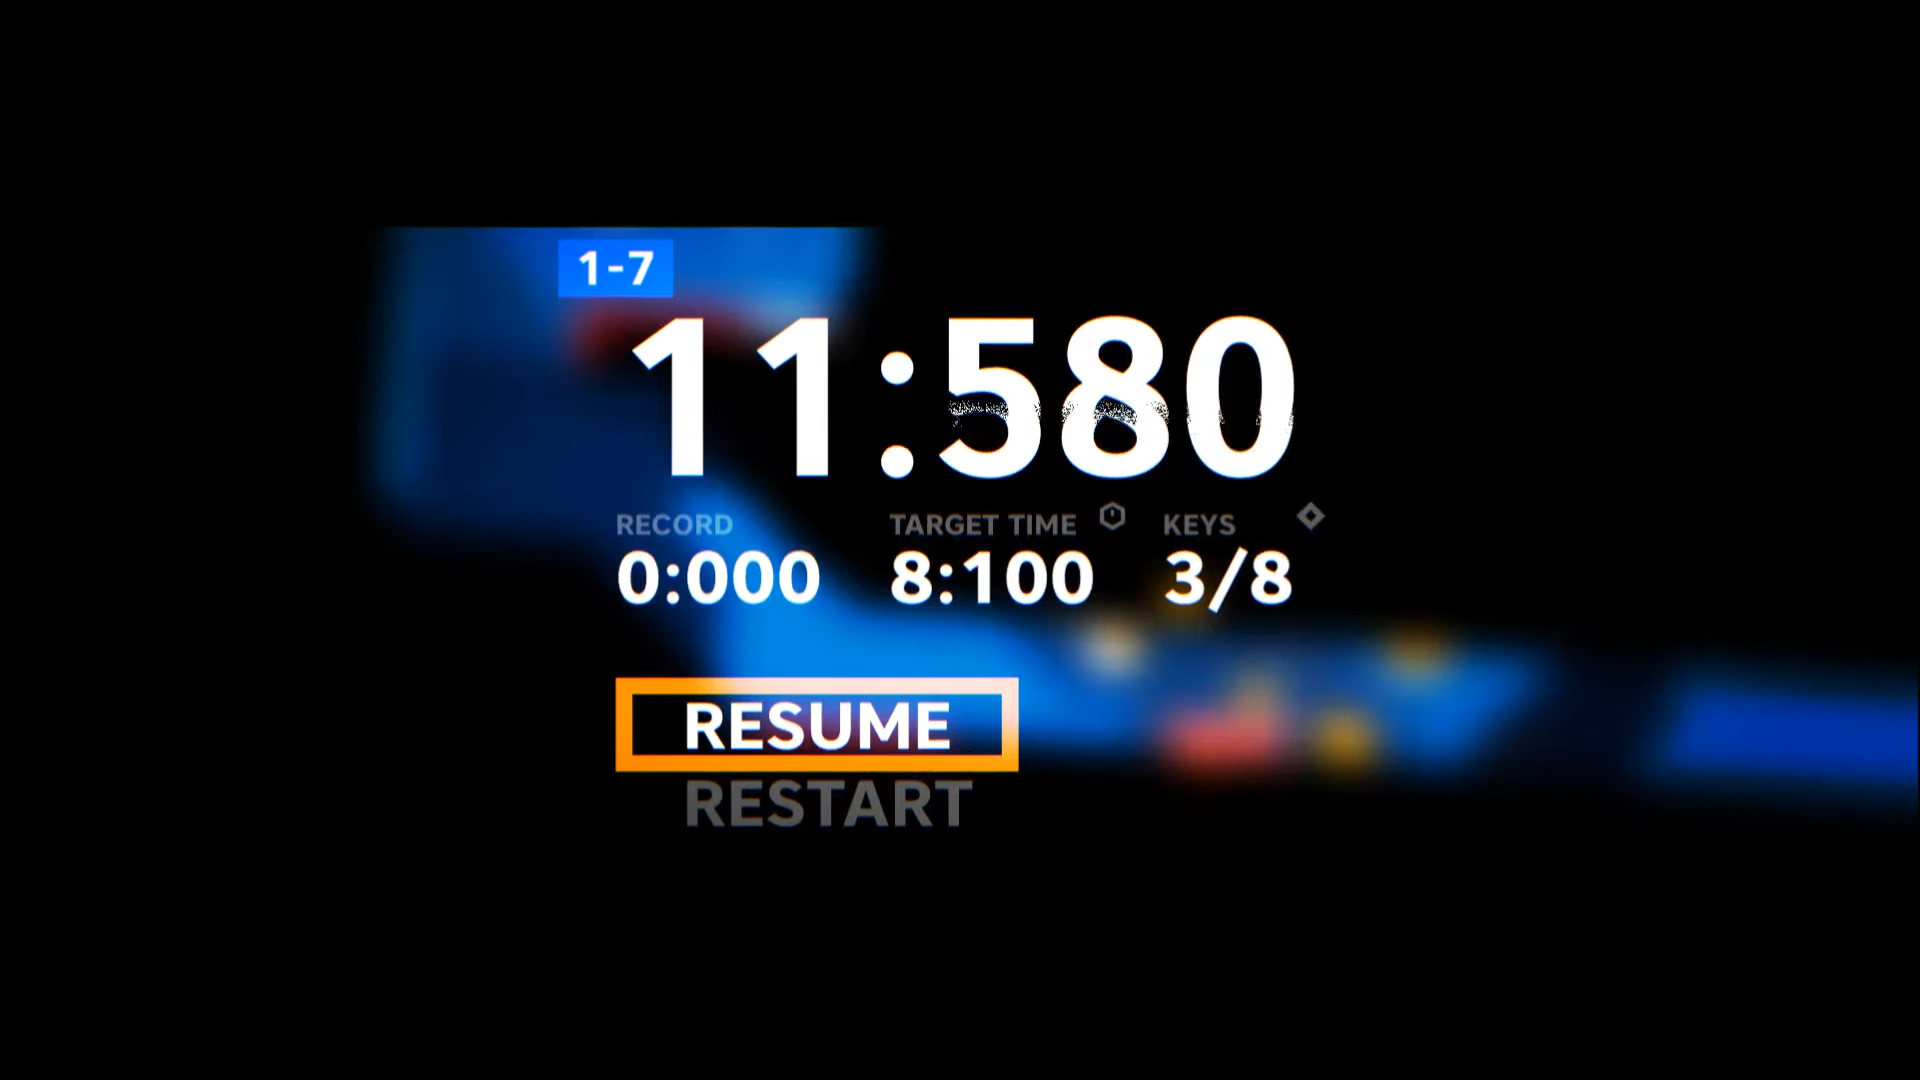 1-7
11:580
RECORD TARGET TIME KEYS
0:000 8:100 3/8
RESUME
RESTART